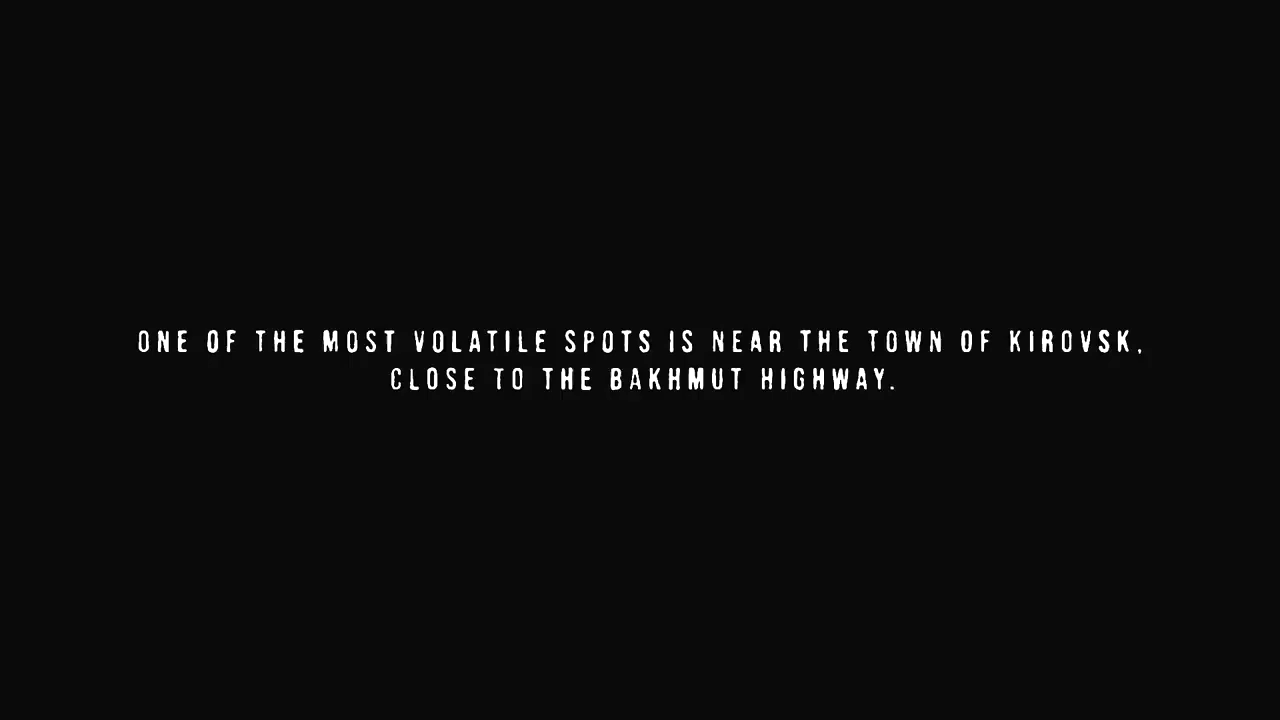 ONE OF THE MOST VOLATILE SPOTS IS NEAR THE TOWN OF KIROVSK,
CLOSE TO THE BAKHMUT HIGHWAY.